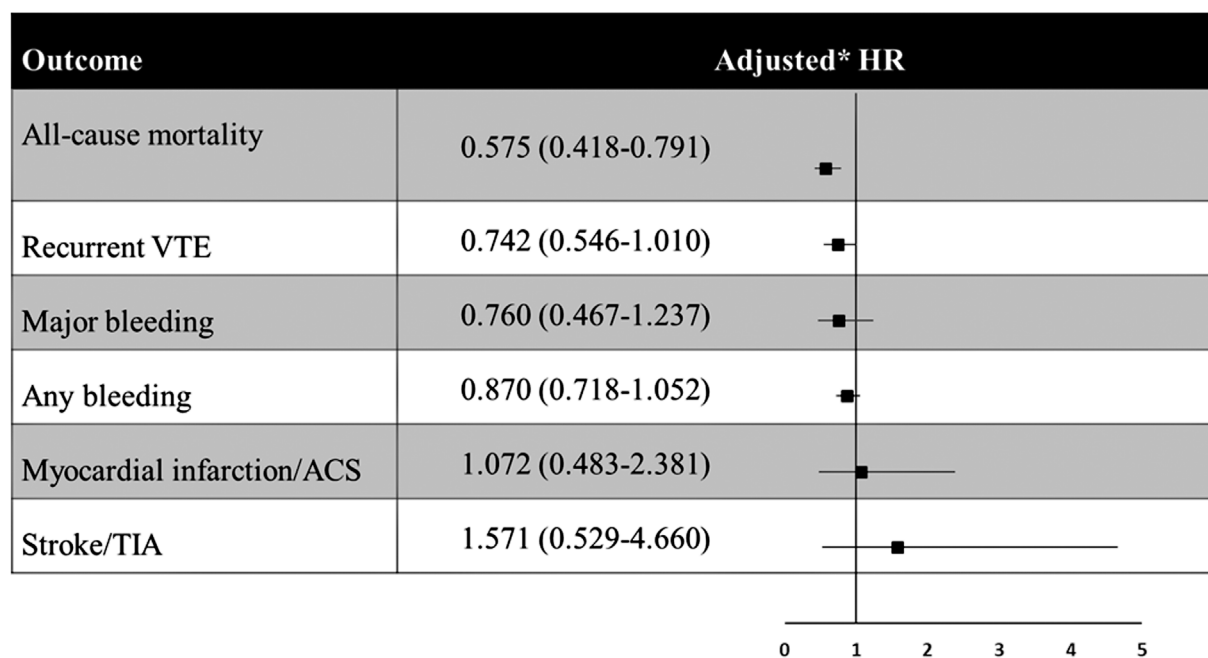 Outcome Adjusted* HR
All-cause mortality 0.575 (0.418-0.791)
Recurrent VTE 0.742 (0.546-1.010)
Major bleeding 0.760 (0.467-1.237)
Any bleeding 0.870 (0.718-1.052)
Myocardial infarction/ACS 1.072 (0.483-2.381)
Stroke/TIA 1.571 (0.529-4.660)
0 1 2 3 4 5